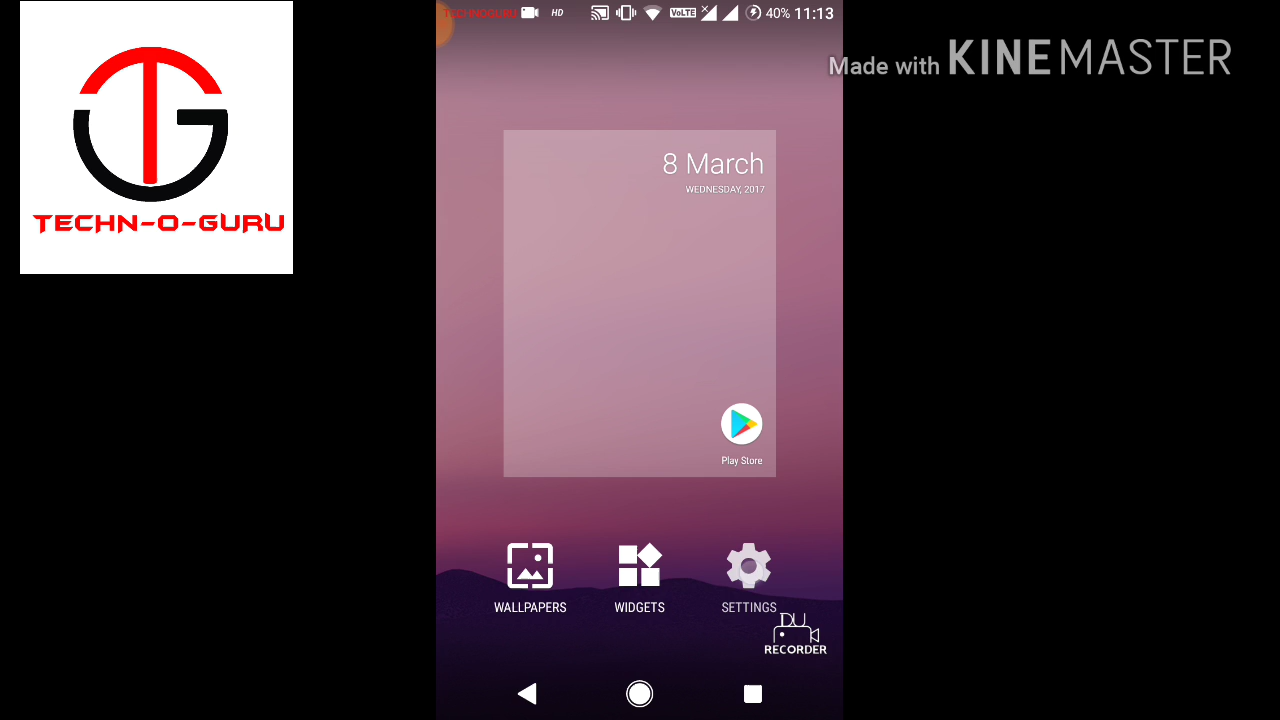 TECHNOGURU HD VoLTE 40% 11:13
Made with KINEMASTER
TECHN-O-GURU
8 March
WEDNESDAY, 2017
Play Store
WALLPAPERS WIDGETS SETTINGS
DU
RECORDER